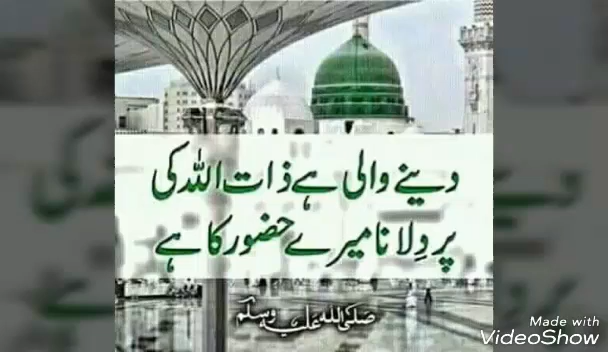 دینے والی ہے ذات اللہ کی
پر دِلانا میرے حضور کا ہے
صلی اللہ علیہ وسلم
Made with
VideoShow